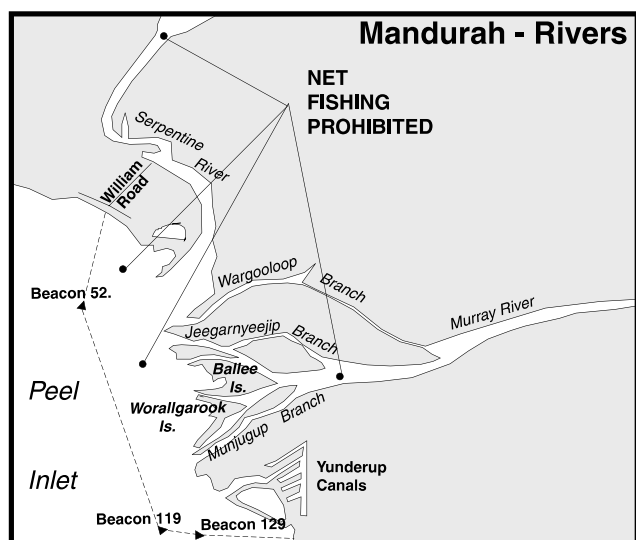 Mandurah - Rivers
NET
FISHING
PROHIBITED
Serpentine
River
William
Road
Wargooloop
Branch
Beacon 52.
Murray River
Jeegarnyeejip
Branch
Ballee
Is.
Peel
Worallgarook
Is.
Munjugup
Branch
Inlet
Yunderup
Canals
Beacon 119
Beacon 129